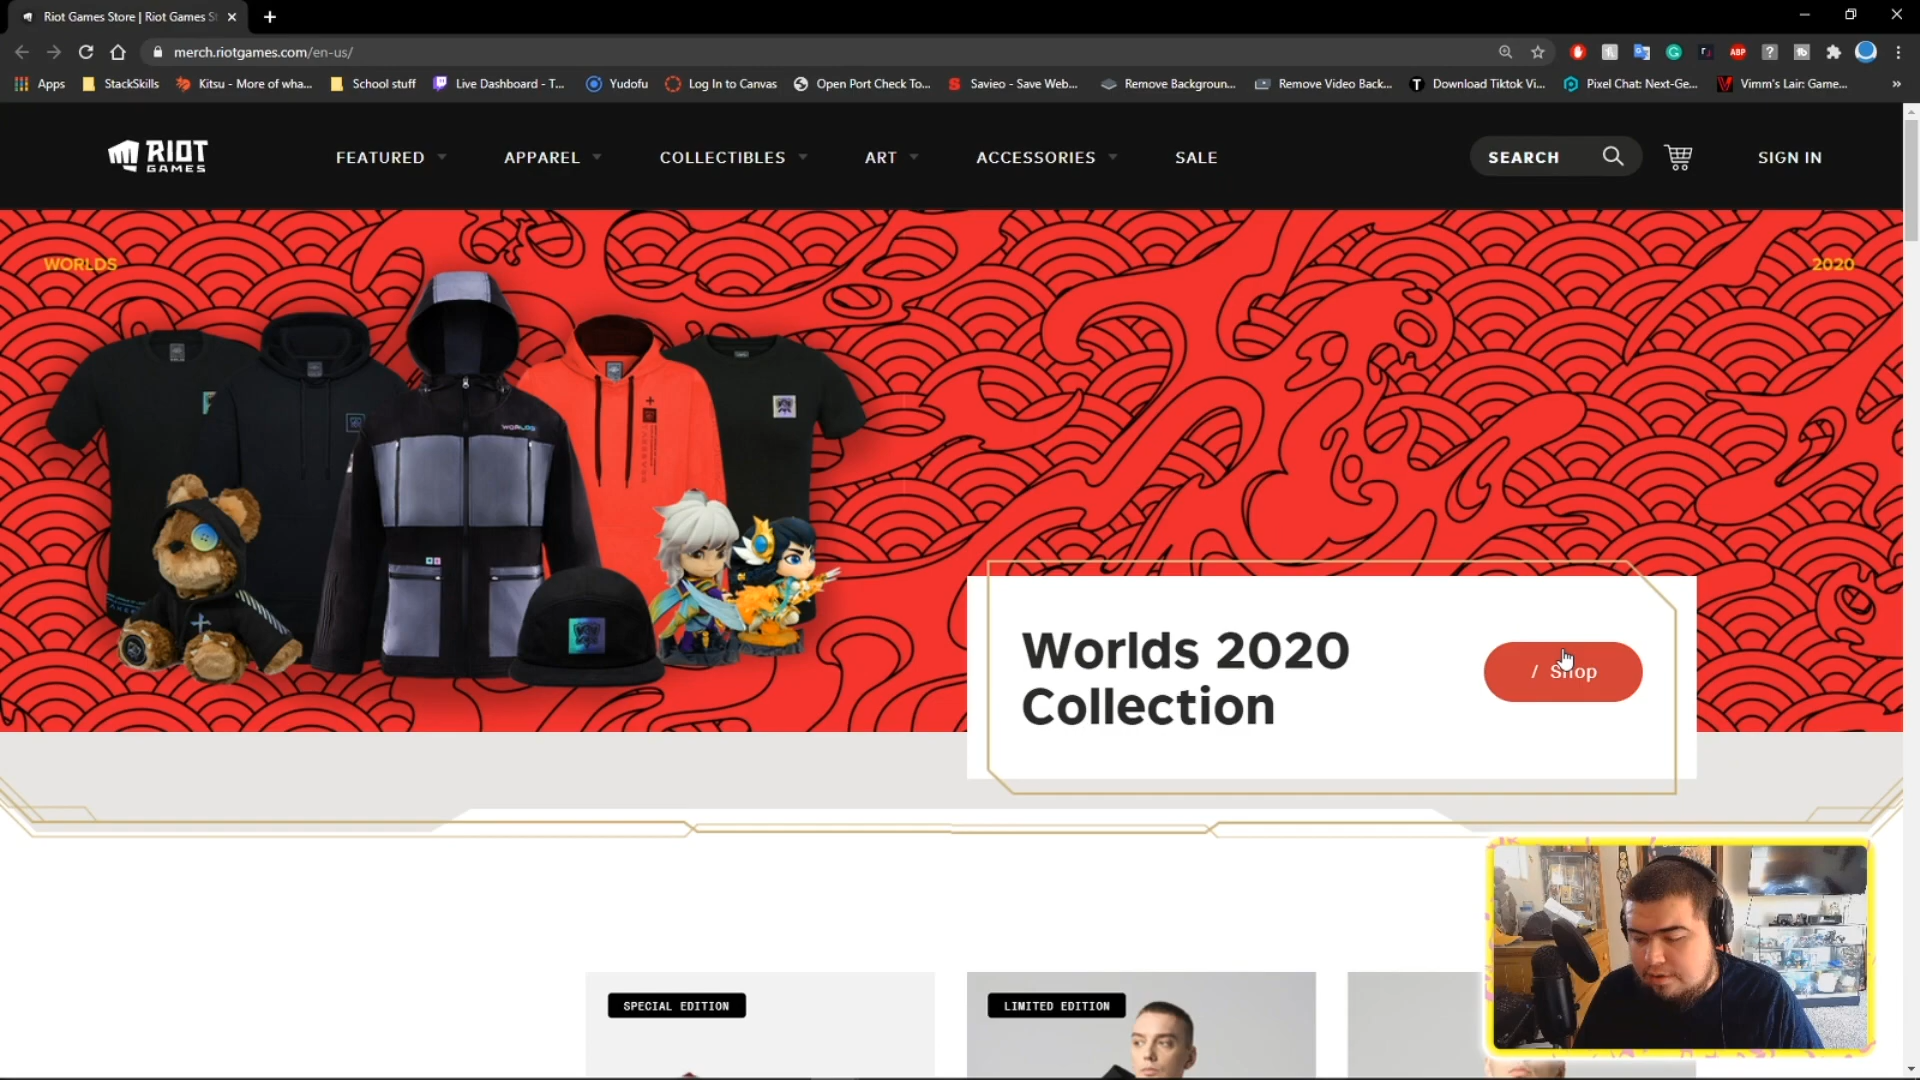 Riot Games Store | Riot Games S
merch.riotgames.com/en-us/
Apps
StackSkills
Kitsu - More of wha...
School stuff
Live Dashboard - T...
Yudofu
Log In to Canvas
Open Port Check To...
Savieo - Save Web...
Remove Backgroun...
Remove Video Back...
Download Tiktok Vi...
Pixel Chat: Next-Ge...
Vimm's Lair: Game...
RIOT
GAMES
FEATURED
APPAREL
COLLECTIBLES
ART
ACCESSORIES
SALE
SEARCH
SIGN IN
WORLDS
2020
WORLDS
Worlds 2020
Collection
/ Shop
SPECIAL EDITION
LIMITED EDITION